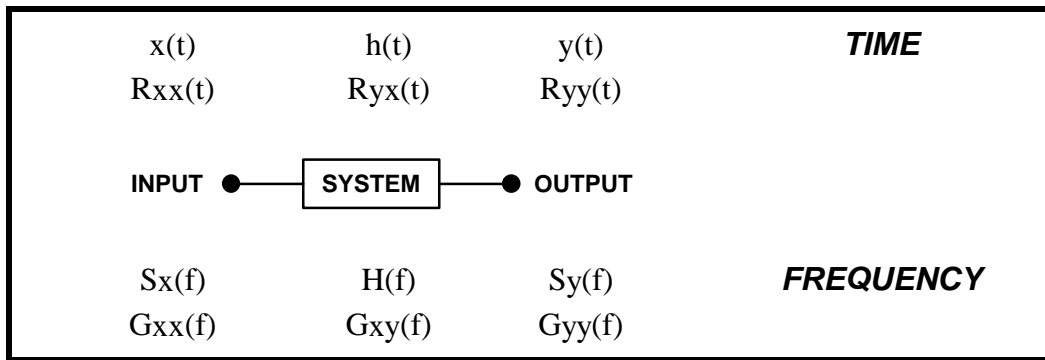 x(t) h(t) y(t) TIME
Rxx(t) Ryx(t) Ryy(t)
INPUT SYSTEM OUTPUT
Sx(f) H(f) Sy(f) FREQUENCY
Gxx(f) Gxy(f) Gyy(f)